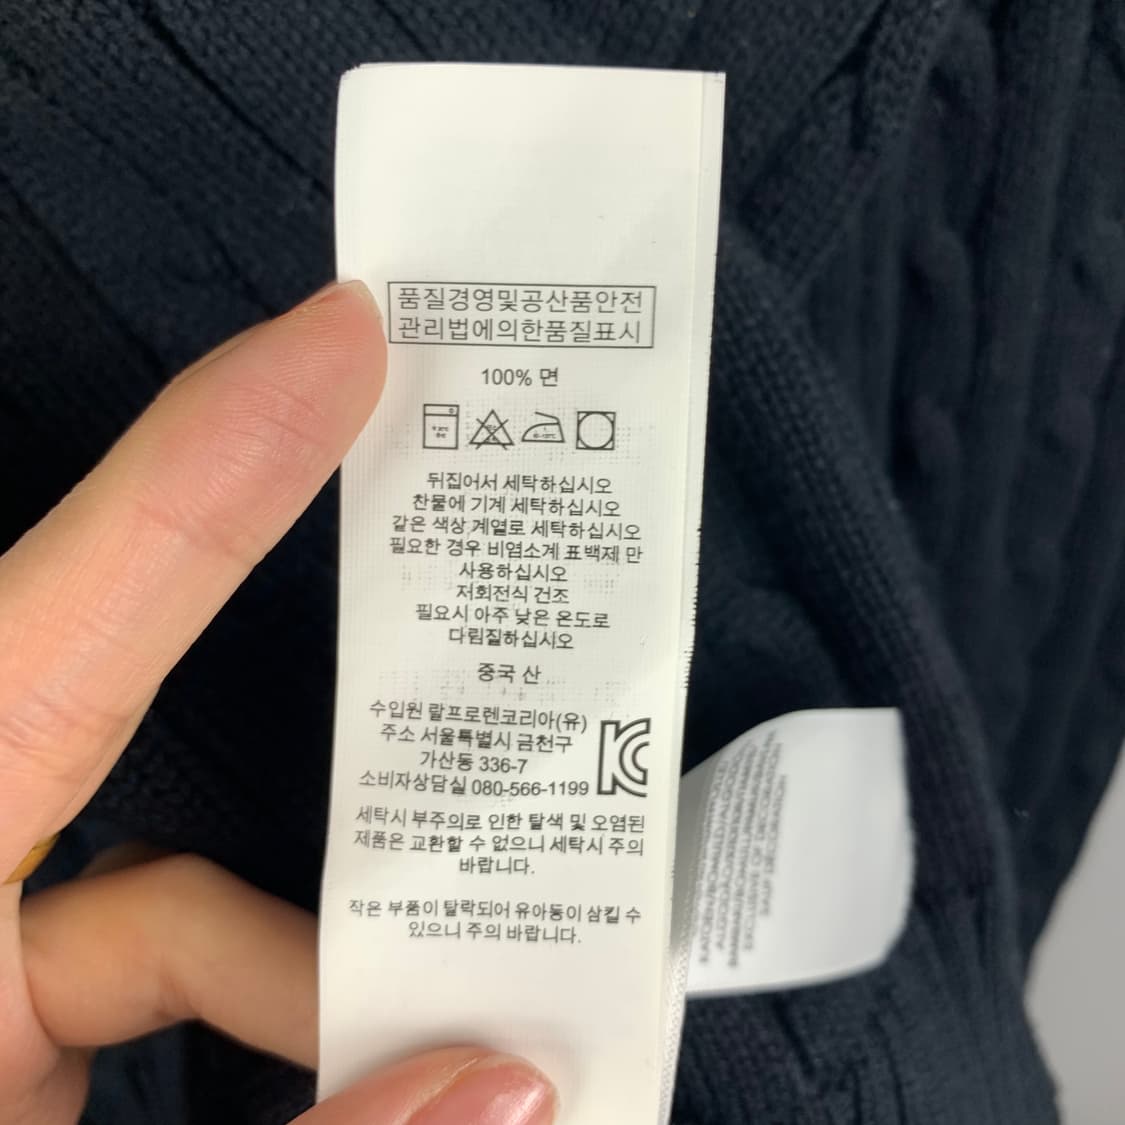 품질경영및공산품안전
관리법에의한품질표시
100% 면
뒤집어서 세탁하십시오
찬물에 기계 세탁하십시오
같은 색상 계열로 세탁하십시오
필요한 경우 비염소계 표백제 만
사용하십시오
저회전식 건조
필요시 아주 낮은 온도로
다림질하십시오
중국 산
수입원 랄프로렌코리아(유)
주소 서울특별시 금천구
가산동 336-7
소비자상담실 080-566-1199
세탁시 부주의로 인한 탈색 및 오염된
제품은 교환할 수 없으니 세탁시 주의
바랍니다.
작은 부품이 탈락되어 유아동이 삼킬 수
있으니 주의 바랍니다.
EXCLUSIVE OF DECORATION
SAUF DECORATION